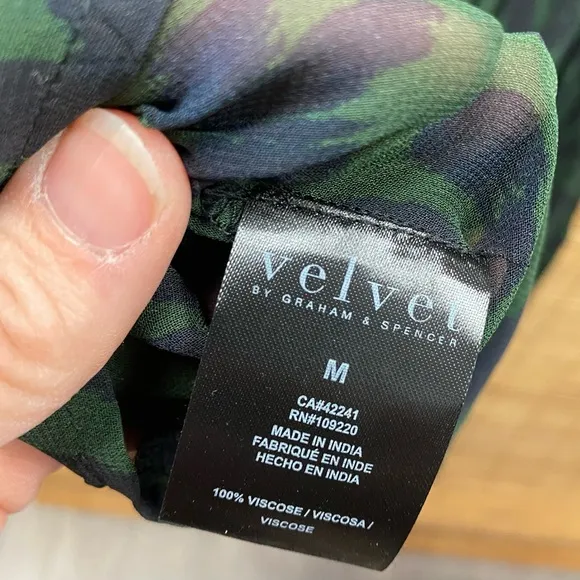 velvet
BY GRAHAM & SPENCER
M
CA#42241
RN#109220
MADE IN INDIA
FABRIQUÉ EN INDE
HECHO EN INDIA
100% VISCOSE / VISCOSA /
VISCOSE